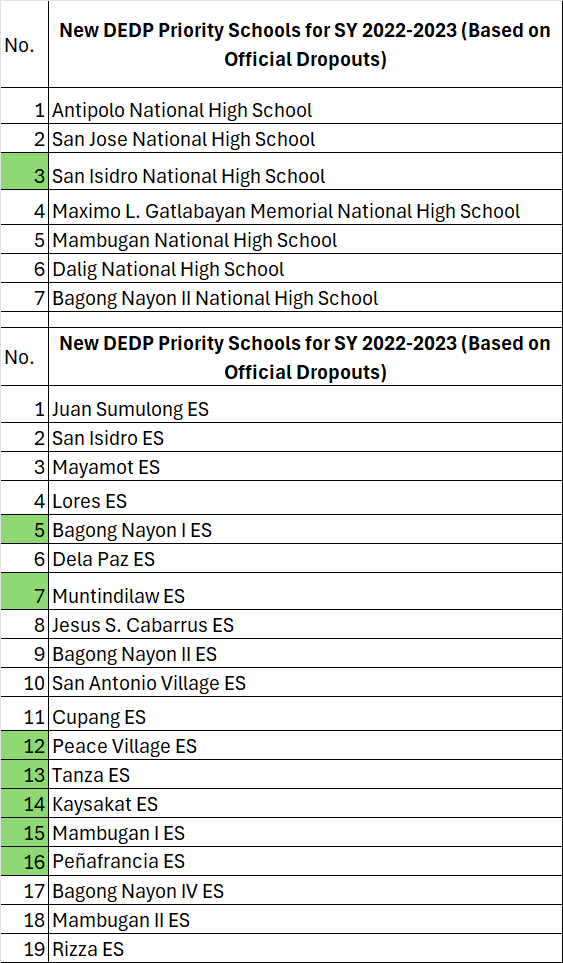 No. New DEDP Priority Schools for SY 2022-2023 (Based on
Official Dropouts)
1 Antipolo National High School
2 San Jose National High School
3 San Isidro National High School
4 Maximo L. Gatlabayan Memorial National High School
5 Mambugan National High School
6 Dalig National High School
7 Bagong Nayon II National High School
No. New DEDP Priority Schools for SY 2022-2023 (Based on
Official Dropouts)
1 Juan Sumulong ES
2 San Isidro ES
3 Mayamot ES
4 Lores ES
5 Bagong Nayon I ES
6 Dela Paz ES
7 Muntindilaw ES
8 Jesus S. Cabarrus ES
9 Bagong Nayon II ES
10 San Antonio Village ES
11 Cupang ES
12 Peace Village ES
13 Tanza ES
14 Kaysakat ES
15 Mambugan I ES
16 Peñafrancia ES
17 Bagong Nayon IV ES
18 Mambugan II ES
19 Rizza ES